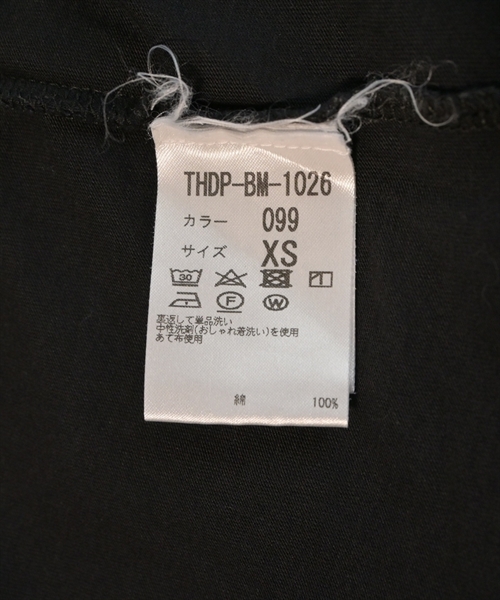 THDP-BM-1026
カラー 099
サイズ XS
30
F W
裏返して単品洗い
中性洗剤(おしゃれ着洗い)を使用
あて布使用
綿 100%